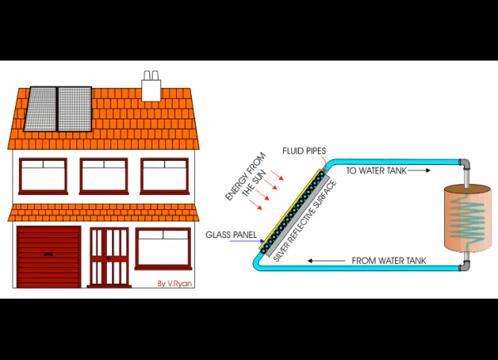 FLUID PIPES
ENERGY FROM
THE SUN
TO WATER TANK
SILVER REFLECTIVE SURFACE
GLASS PANEL
FROM WATER TANK
By V.Ryan